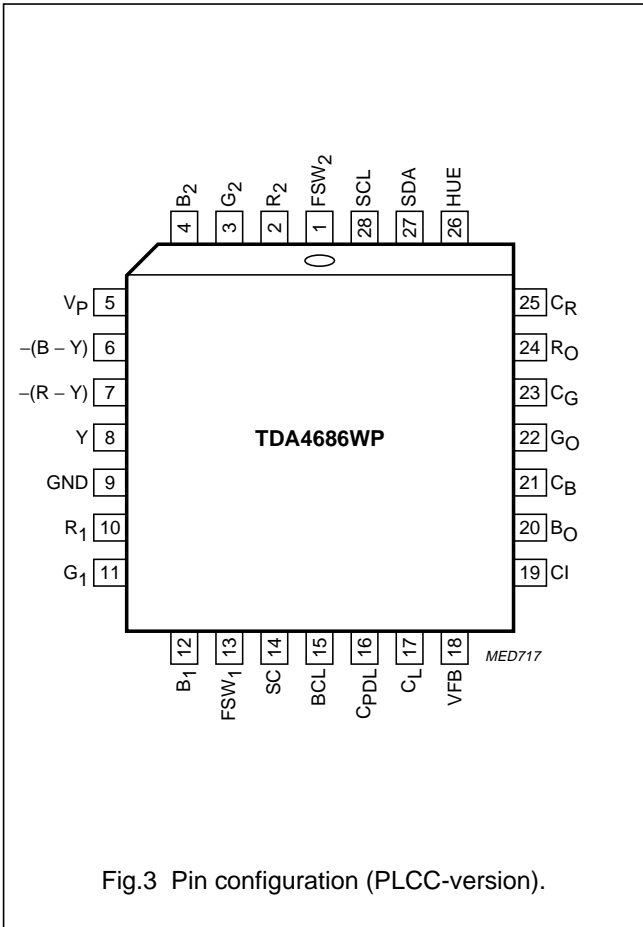 B2
G2
R2
FSW2
SCL
SDA
HUE
4
3
2
1
28
27
26
VP 5
–(B – Y) 6
–(R – Y) 7
Y 8
GND 9
R1 10
G1 11
TDA4686WP
25 CR
24 RO
23 CG
22 GO
21 CB
20 BO
19 CI
12
13
14
15
16
17
18
B1
FSW1
SC
BCL
CPDL
CL
VFB
MED717
Fig.3 Pin configuration (PLCC-version).